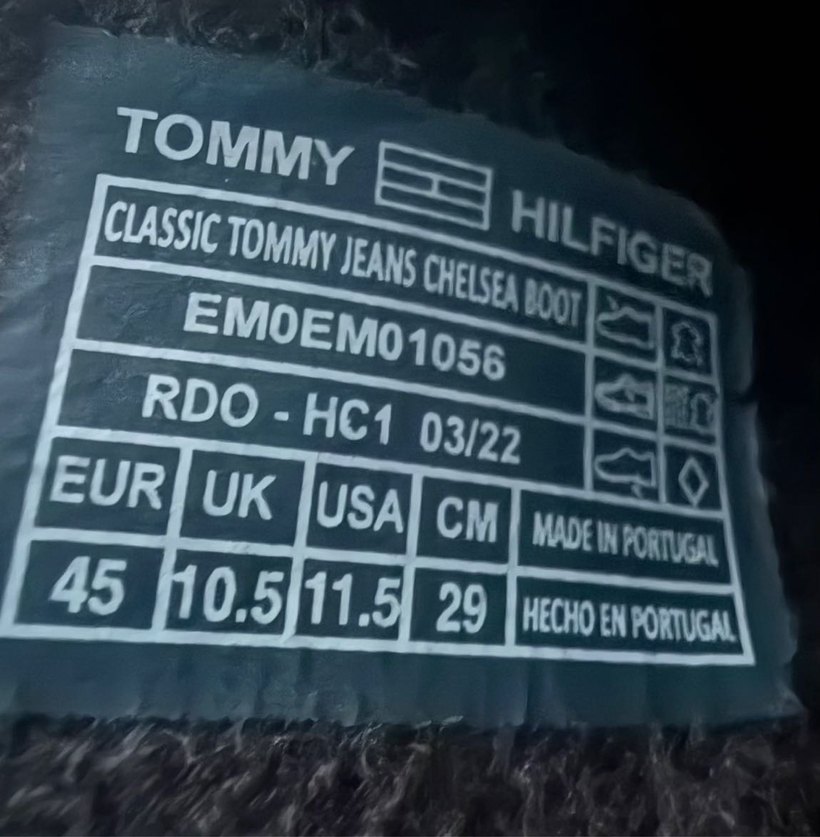 TOMMY HILFIGER
CLASSIC TOMMY JEANS CHELSEA BOOT
EM0EM01056
RDO - HC1 03/22
EUR UK USA CM MADE IN PORTUGAL
45 10.5 11.5 29 HECHO EN PORTUGAL